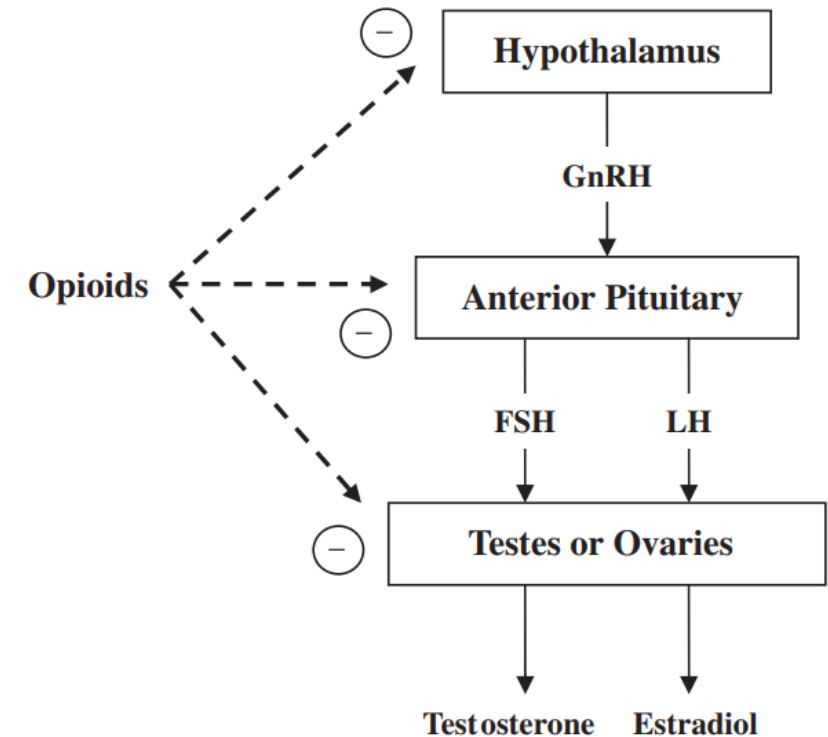 −
Hypothalamus
GnRH
Opioids
Anterior Pituitary
−
FSH LH
Testes or Ovaries
−
Testosterone Estradiol